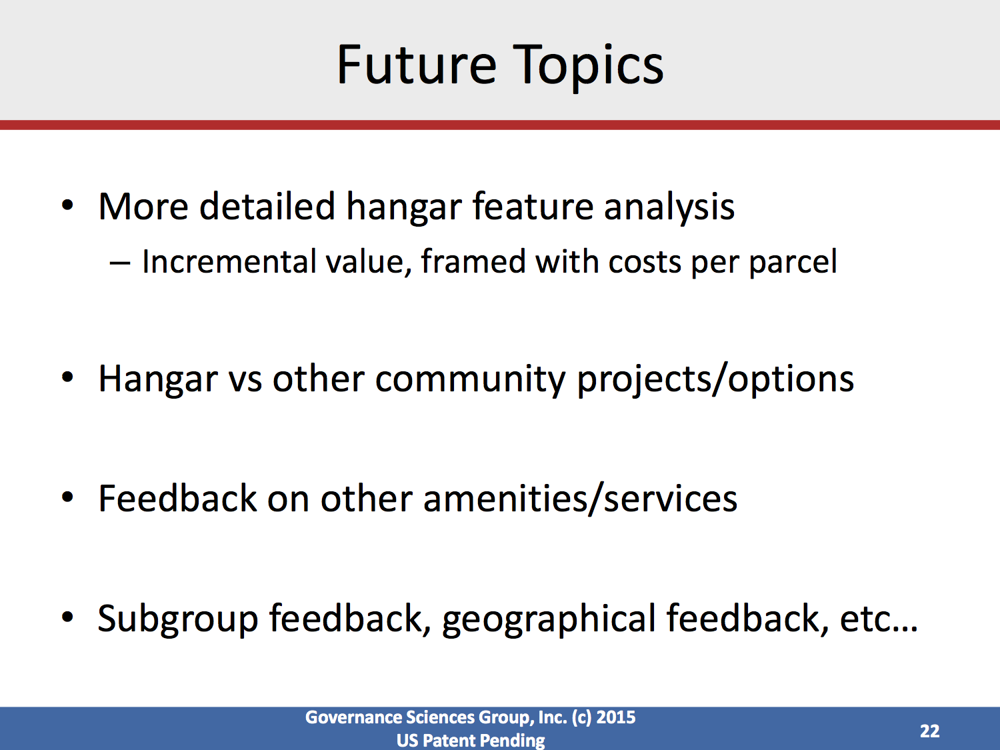 Future Topics
• More detailed hangar feature analysis
– Incremental value, framed with costs per parcel
• Hangar vs other community projects/options
• Feedback on other amenities/services
• Subgroup feedback, geographical feedback, etc…
Governance Sciences Group, Inc. (c) 2015
US Patent Pending
22